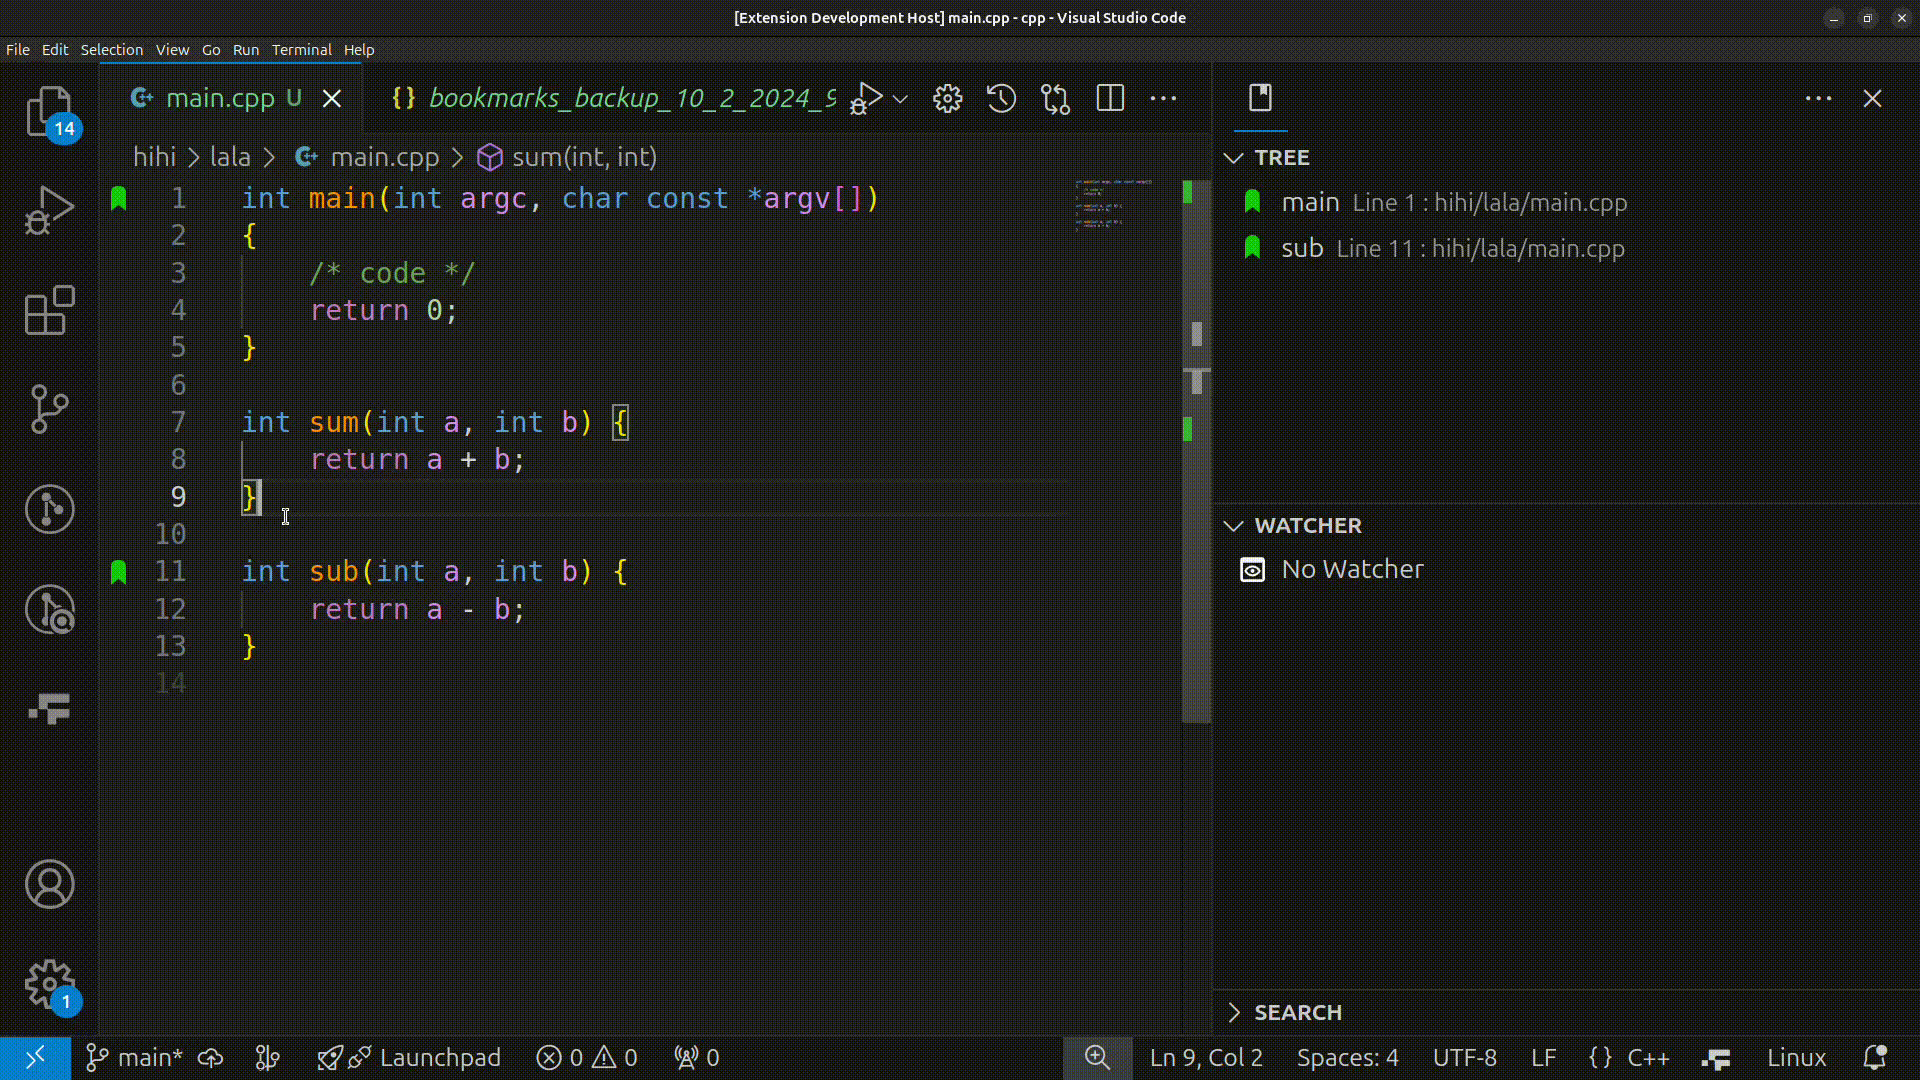 [Extension Development Host] main.cpp - cpp - Visual Studio Code
File Edit Selection View Go Run Terminal Help
main.cpp U
{} bookmarks_backup_10_2_2024_9
hihi > lala > main.cpp > sum(int, int)
1 int main(int argc, char const *argv[])
2 {
3 /* code */
4 return 0;
5 }
6
7 int sum(int a, int b) {
8 return a + b;
9 }
10
11 int sub(int a, int b) {
12 return a - b;
13 }
14
14
1
TREE
main Line 1 : hihi/lala/main.cpp
sub Line 11 : hihi/lala/main.cpp
WATCHER
No Watcher
SEARCH
main* Launchpad 0 0 0 Ln 9, Col 2 Spaces: 4 UTF-8 LF {} C++ Linux